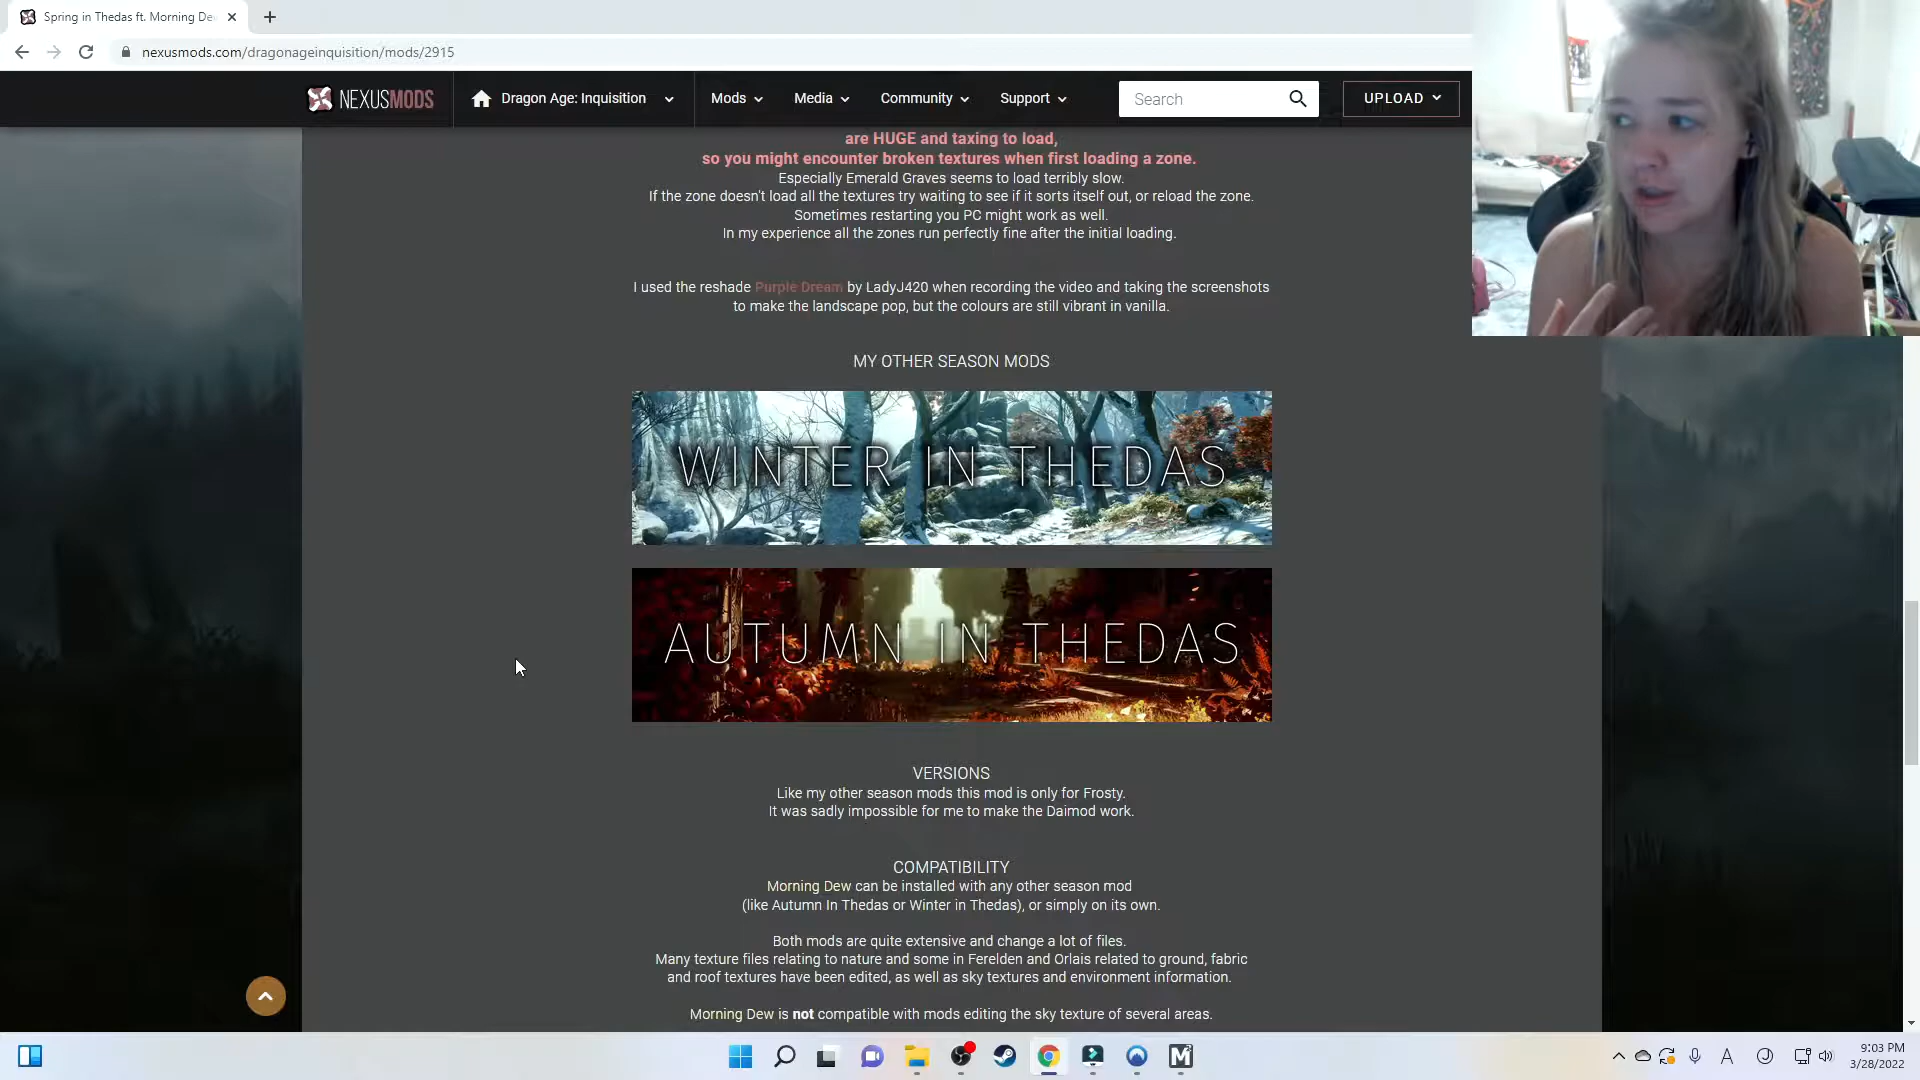 Spring in Thedas ft. Morning De
nexusmods.com/dragonageinquisition/mods/2915
NEXUSMODS
Dragon Age: Inquisition
Mods
Media
Community
Support
Search
UPLOAD
are HUGE and taxing to load,
so you might encounter broken textures when first loading a zone.
Especially Emerald Graves seems to load terribly slow.
If the zone doesn't load all the textures try waiting to see if it sorts itself out, or reload the zone.
Sometimes restarting you PC might work as well.
In my experience all the zones run perfectly fine after the initial loading.
I used the reshade Purple Dream by LadyJ420 when recording the video and taking the screenshots
to make the landscape pop, but the colours are still vibrant in vanilla.
MY OTHER SEASON MODS
WINTER IN THEDAS
AUTUMN IN THEDAS
VERSIONS
Like my other season mods this mod is only for Frosty.
It was sadly impossible for me to make the Daimod work.
COMPATIBILITY
Morning Dew can be installed with any other season mod
(like Autumn In Thedas or Winter in Thedas), or simply on its own.
Both mods are quite extensive and change a lot of files.
Many texture files relating to nature and some in Ferelden and Orlais related to ground, fabric
and roof textures have been edited, as well as sky textures and environment information.
Morning Dew is not compatible with mods editing the sky texture of several areas.
9:03 PM
3/28/2022